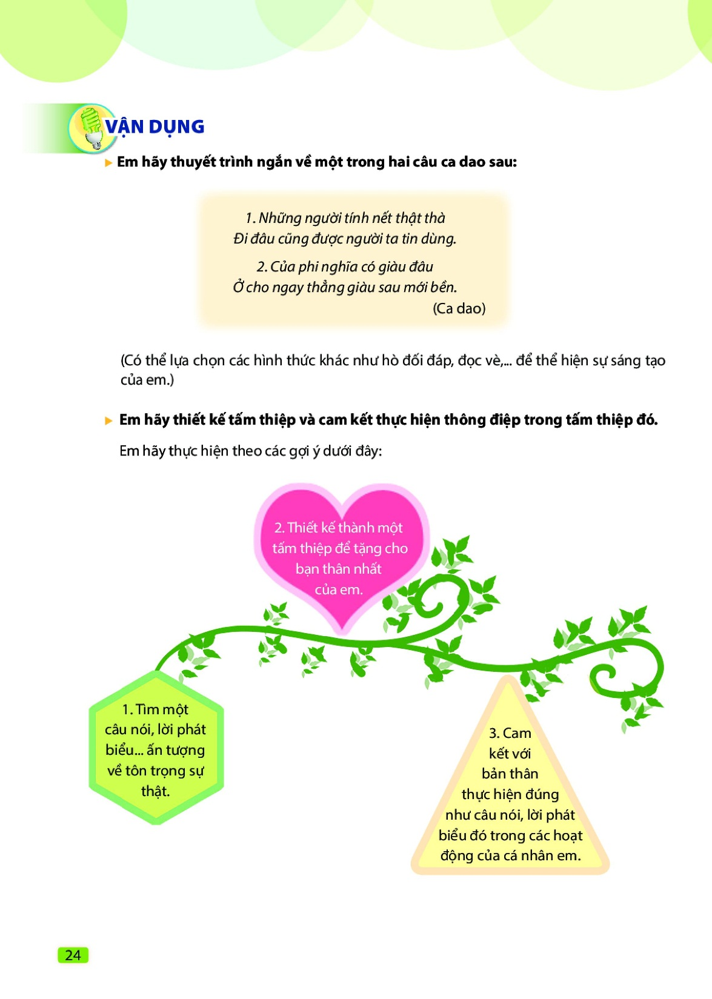 VẬN DỤNG
Em hãy thuyết trình ngắn về một trong hai câu ca dao sau:
1. Những người tính nết thật thà
Đi đâu cũng được người ta tin dùng.
2. Của phi nghĩa có giàu đâu
Ở cho ngay thẳng giàu sau mới bền.
(Ca dao)
(Có thể lựa chọn các hình thức khác như hò đối đáp, đọc vè,... để thể hiện sự sáng tạo
của em.)
Em hãy thiết kế tấm thiệp và cam kết thực hiện thông điệp trong tấm thiệp đó.
Em hãy thực hiện theo các gợi ý dưới đây:
2. Thiết kế thành một
tấm thiệp để tặng cho
bạn thân nhất
của em.
1. Tìm một
câu nói, lời phát
biểu... ấn tượng
về tôn trọng sự
thật.
3. Cam
kết với
bản thân
thực hiện đúng
như câu nói, lời phát
biểu đó trong các hoạt
động của cá nhân em.
24